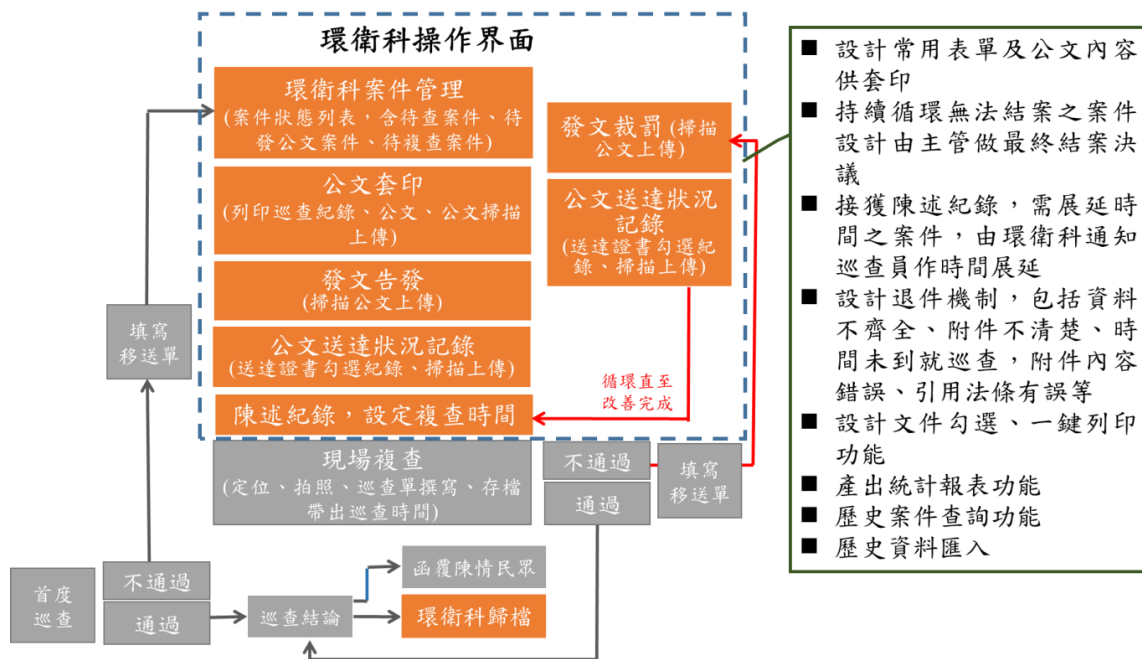 環衛科操作界面
環衛科案件管理
(案件狀態列表，含待查案件、待
發公文案件、待複查案件)
公文套印
(列印巡查紀錄、公文、公文掃描
上傳)
發文告發
(掃描公文上傳)
公文送達狀況記錄
(送達證書勾選紀錄、掃描上傳)
陳述紀錄，設定複查時間
發文裁罰 (掃描
公文上傳)
公文送達狀況
記錄
(送達證書勾選紀
錄、掃描上傳)
循環直至
改善完成
填寫
移送單
現場複查
(定位、拍照、巡查單撰寫、存檔
帶出巡查時間)
不通過
通過
填寫
移送單
首度
巡查
不通過
通過
巡查結論
函覆陳情民眾
環衛科歸檔
■ 設計常用表單及公文內容
供套印
■ 持續循環無法結案之案件
設計由主管做最終結案決
議
■ 接獲陳述紀錄，需展延時
間之案件，由環衛科通知
巡查員作時間展延
■ 設計退件機制，包括資料
不齊全、附件不清楚、時
間未到就巡查，附件內容
錯誤、引用法條有誤等
■ 設計文件勾選、一鍵列印
功能
■ 產出統計報表功能
■ 歷史案件查詢功能
■ 歷史資料匯入